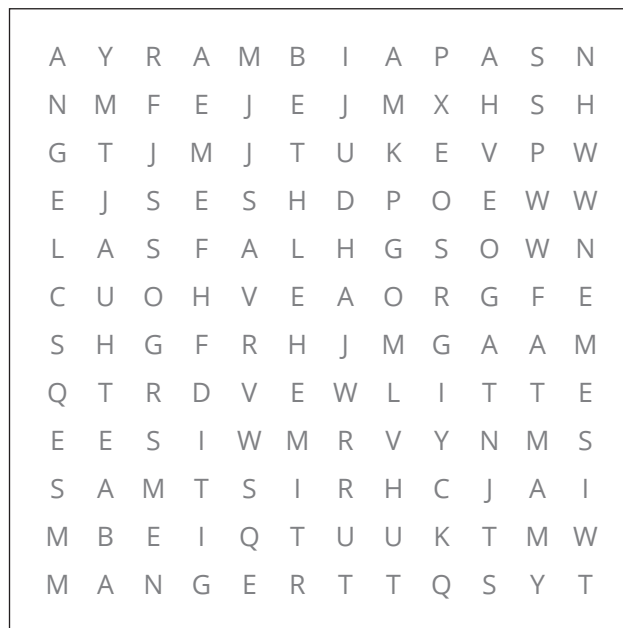 A Y R A M B I A P A S N
N M F E J E J M X H S H
G T J M J T U K E V P W
E J S E S H D P O E W W
L A S F A L H G S O W N
C U O H V E A O R G F E
S H G F R H J M G A A M
Q T R D V E W L I T T E
E E S I W M R V Y N M S
S A M T S I R H C J A I
M B E I Q T U U K T M W
M A N G E R T T Q S Y T